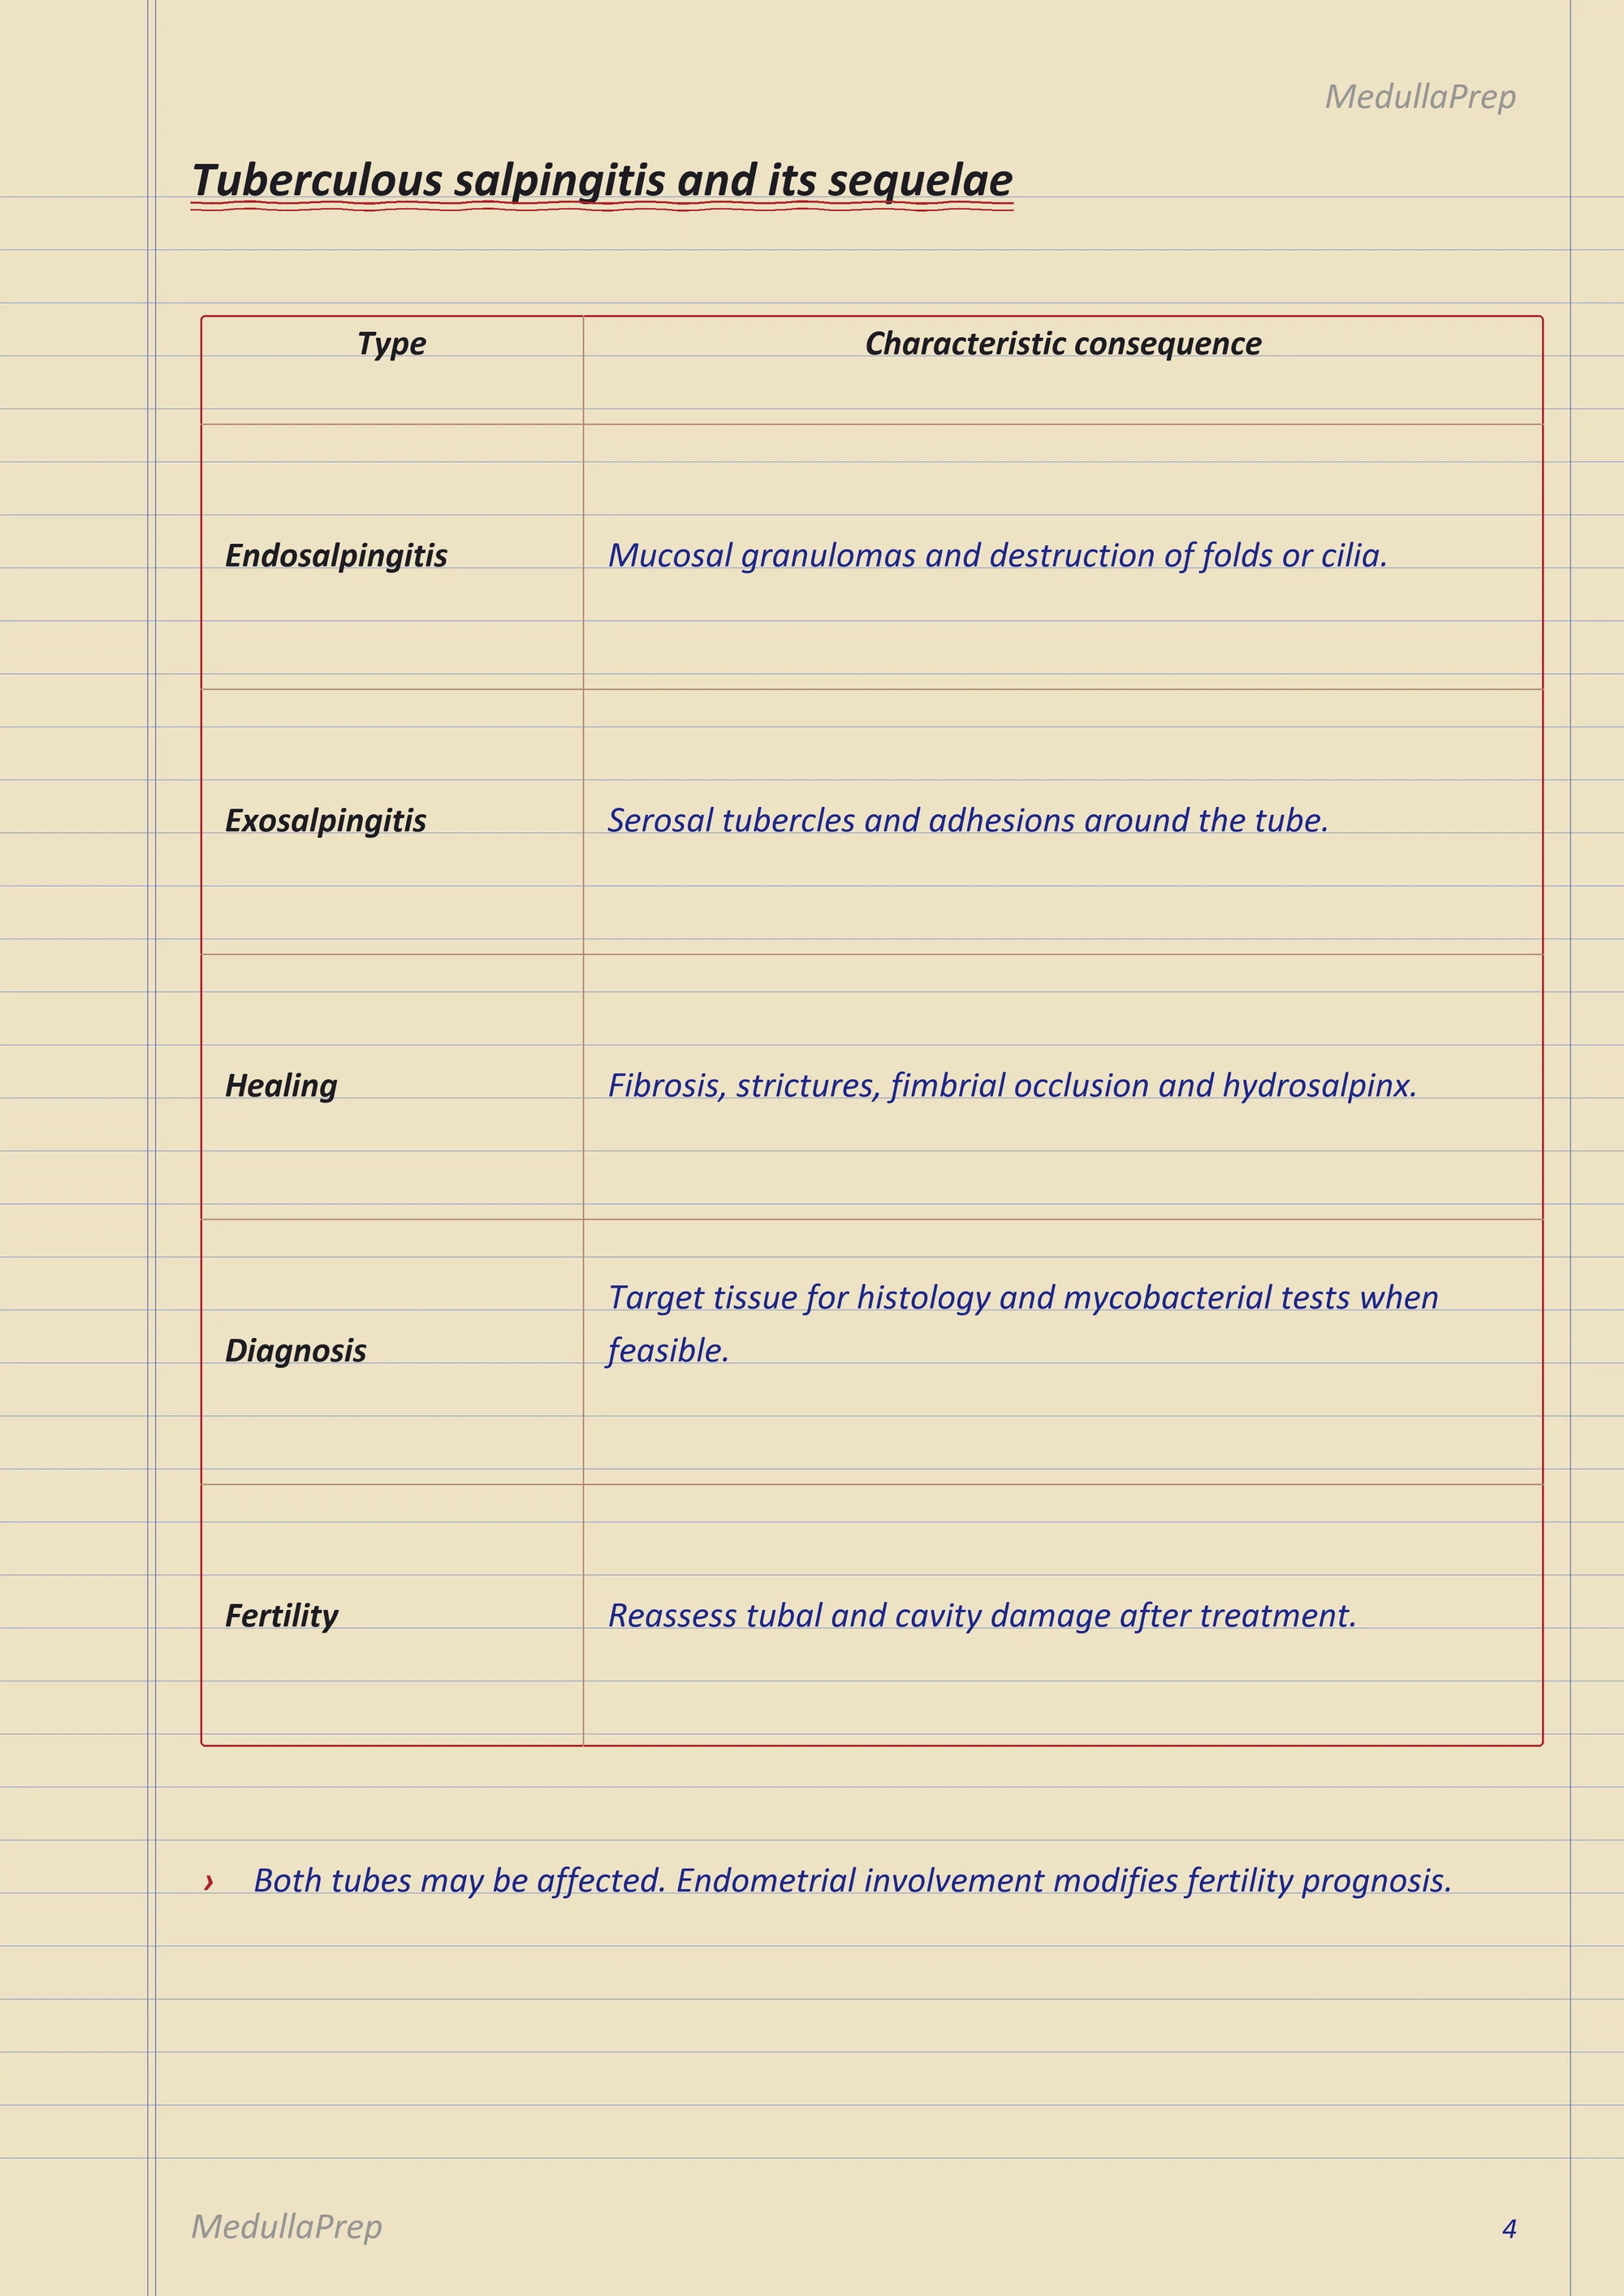 MedullaPrep
Tuberculous salpingitis and its sequelae
Type
Characteristic consequence
Endosalpingitis
Mucosal granulomas and destruction of folds or cilia.
Exosalpingitis
Serosal tubercles and adhesions around the tube.
Healing
Fibrosis, strictures, fimbrial occlusion and hydrosalpinx.
Diagnosis
Target tissue for histology and mycobacterial tests when
feasible.
Fertility
Reassess tubal and cavity damage after treatment.
› Both tubes may be affected. Endometrial involvement modifies fertility prognosis.
MedullaPrep
4